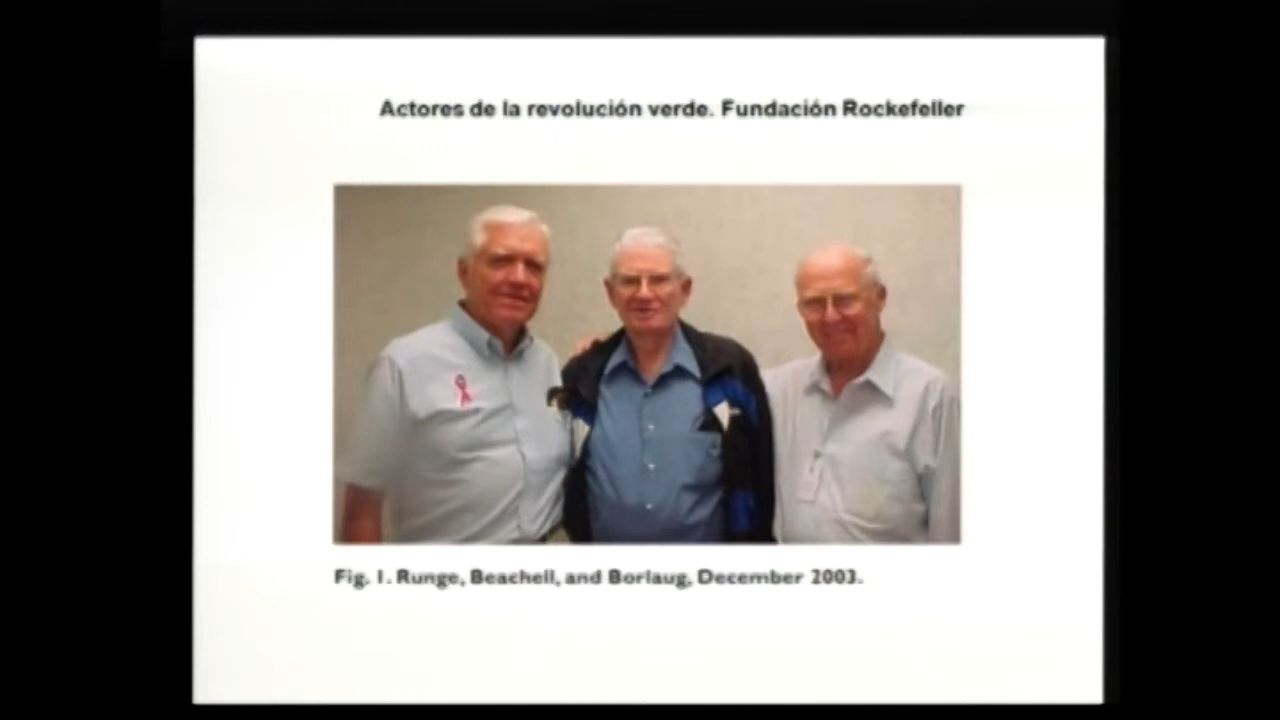 Actores de la revolución verde. Fundación Rockefeller
Fig. 1. Runge, Beachell, and Borlaug, December 2003.